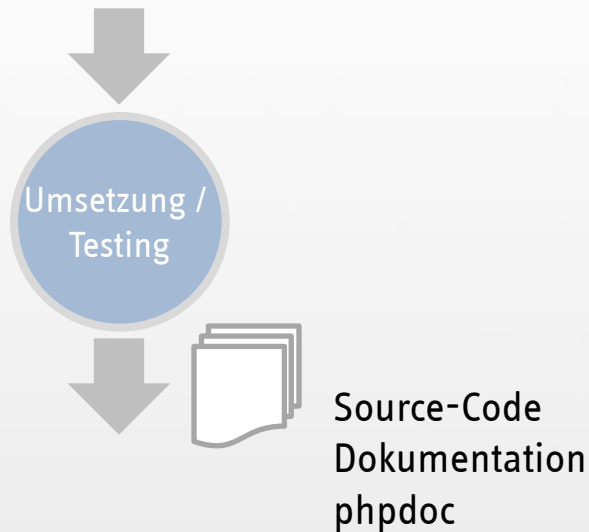 Umsetzung /
Testing
Source-Code
Dokumentation
phpdoc